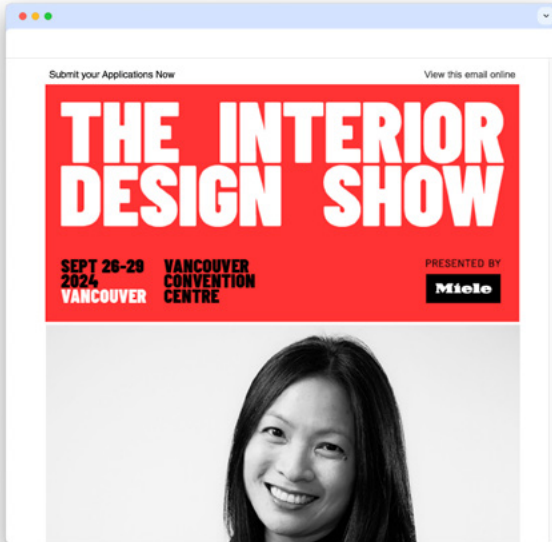 Submit your Applications Now
View this email online
THE INTERIOR
DESIGN SHOW
SEPT 26-29
2024
VANCOUVER
VANCOUVER
CONVENTION
CENTRE
PRESENTED BY
Miele